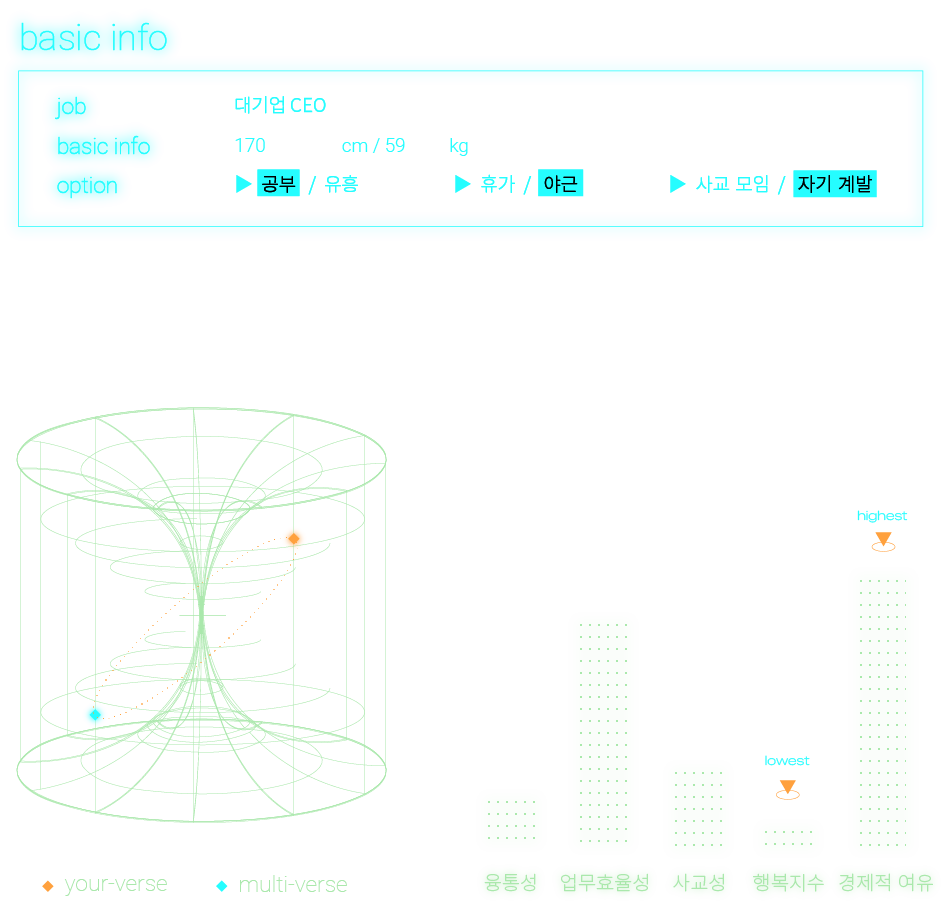 basic info
job 대기업 CEO
basic info 170 cm / 59 kg
option ▶ 공부 / 유흥 ▶ 휴가 / 야근 ▶ 사교 모임 / 자기 계발
highest
lowest
융통성 업무효율성 사교성 행복지수 경제적 여유
your-verse multi-verse